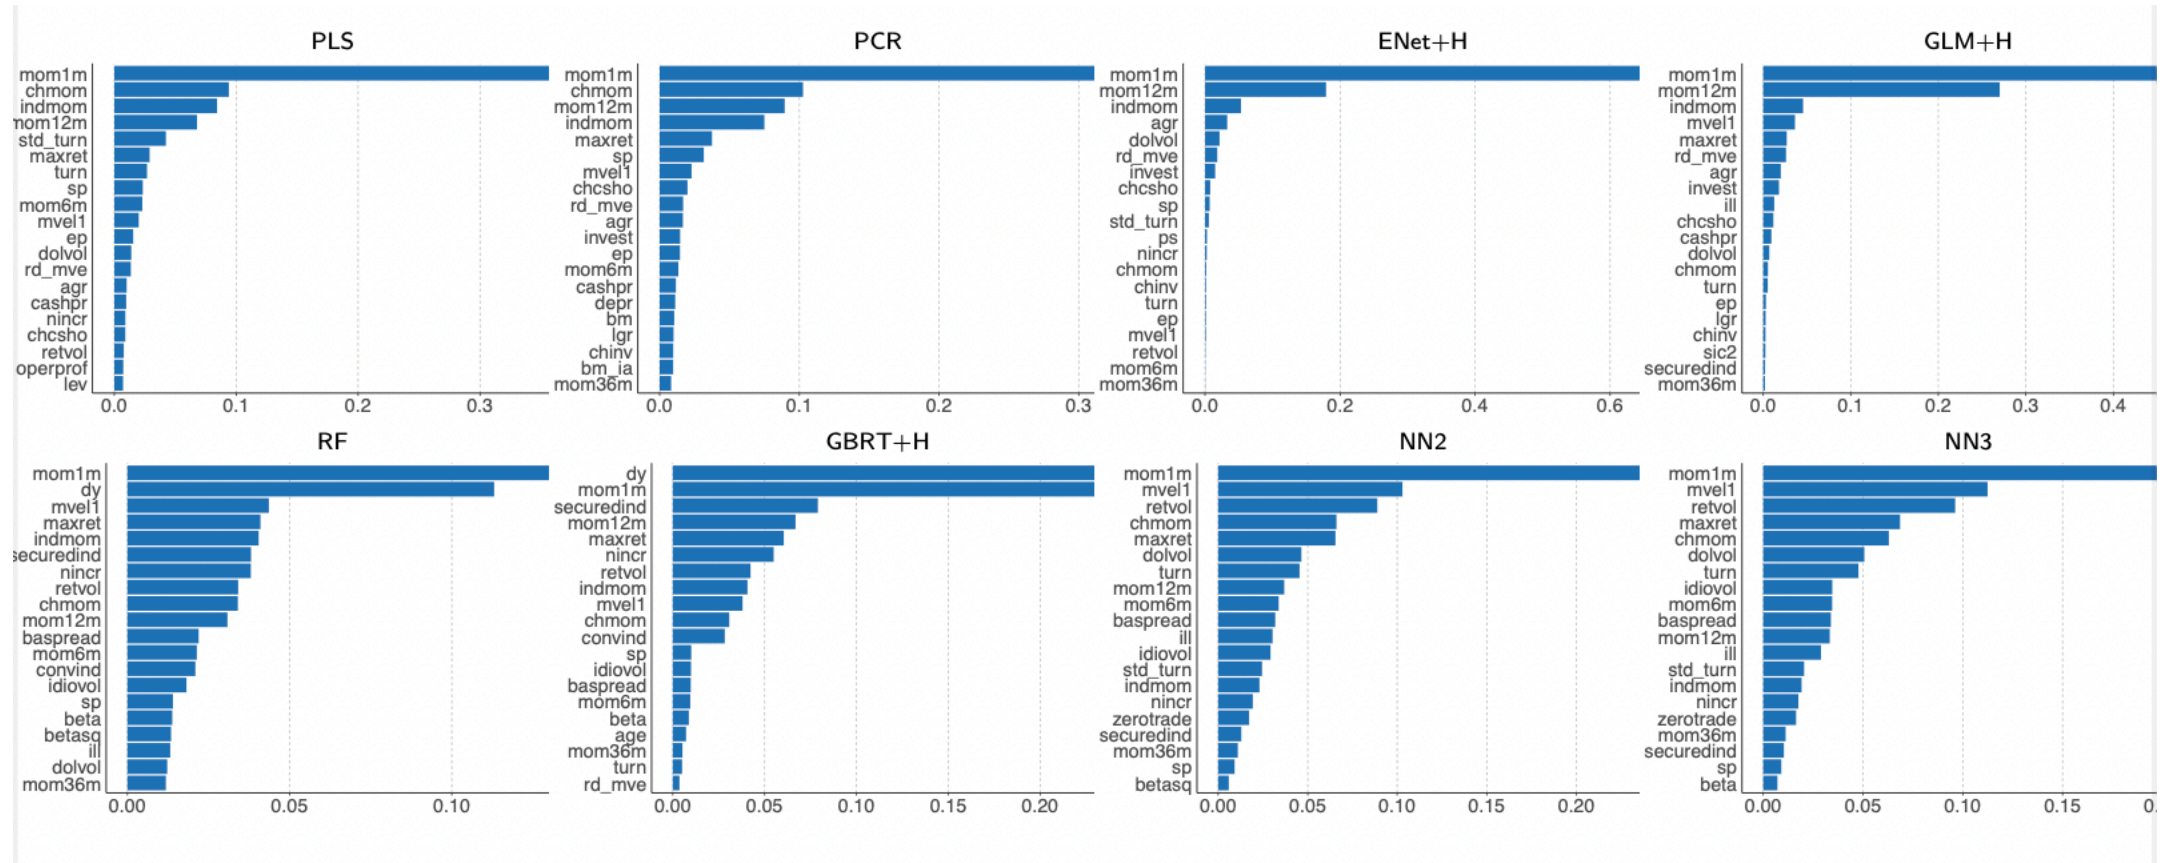 PLS
mom1m
chmom
indmom
mom12m
std_turn
maxret
turn
sp
mom6m
mvel1
ep
dolvol
rd_mve
agr
cashpr
nincr
chcsho
retvol
operprof
lev
0.0 0.1 0.2 0.3
PCR
mom1m
chmom
mom12m
indmom
maxret
sp
mvel1
chcsho
rd_mve
agr
invest
ep
mom6m
cashpr
depr
bm
lgr
chinv
bm_ia
mom36m
0.0 0.1 0.2 0.3
ENet+H
mom1m
mom12m
indmom
agr
dolvol
rd_mve
invest
chcsho
sp
std_turn
ps
nincr
chmom
chinv
turn
ep
mvel1
retvol
mom6m
mom36m
0.0 0.2 0.4 0.6
GLM+H
mom1m
mom12m
indmom
mvel1
maxret
rd_mve
agr
invest
ill
chcsho
cashpr
dolvol
chmom
turn
ep
lgr
chinv
sic2
securedind
mom36m
0.0 0.1 0.2 0.3 0.4
RF
mom1m
dy
mvel1
maxret
indmom
securedind
nincr
retvol
chmom
mom12m
baspread
mom6m
convind
idiovol
sp
beta
betasq
ill
dolvol
mom36m
0.00 0.05 0.10
GBRT+H
dy
mom1m
securedind
mom12m
maxret
nincr
retvol
indmom
mvel1
chmom
convind
sp
idiovol
baspread
mom6m
beta
age
mom36m
turn
rd_mve
0.00 0.05 0.10 0.15 0.20
NN2
mom1m
mvel1
retvol
chmom
maxret
dolvol
turn
mom12m
mom6m
baspread
ill
idiovol
std_turn
indmom
nincr
zerotrade
securedind
mom36m
sp
betasq
0.00 0.05 0.10 0.15 0.20
NN3
mom1m
mvel1
retvol
maxret
chmom
dolvol
turn
idiovol
mom6m
baspread
mom12m
ill
std_turn
indmom
nincr
zerotrade
mom36m
securedind
sp
beta
0.00 0.05 0.10 0.15